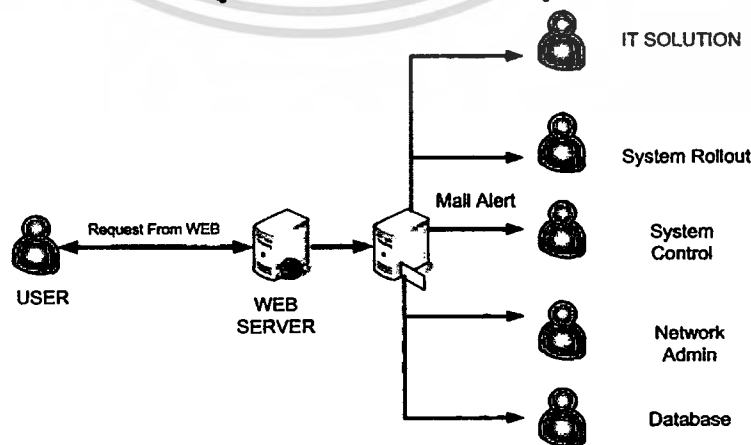 IT SOLUTION
System Rollout
Mail Alert
System
Control
Request From WEB
USER
WEB
SERVER
Network
Admin
Database